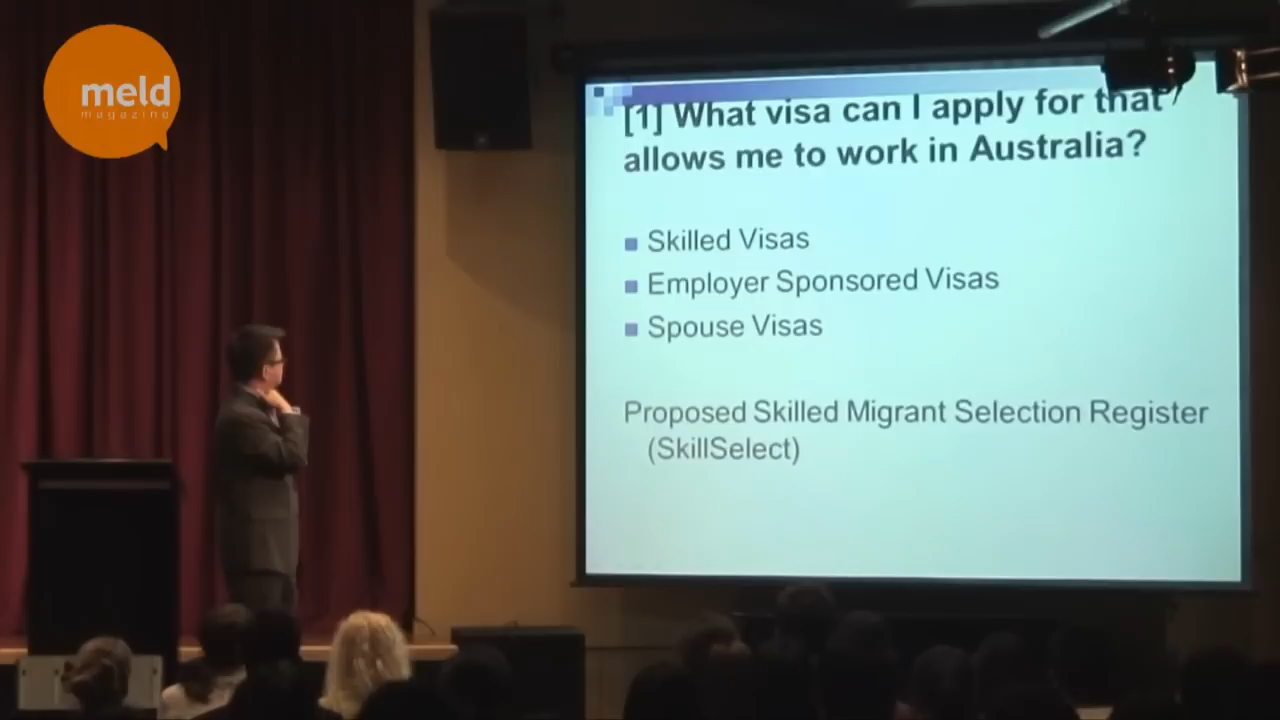 meld
magazine
[1] What visa can I apply for that
allows me to work in Australia?
Skilled Visas
Employer Sponsored Visas
Spouse Visas
Proposed Skilled Migrant Selection Register
(SkillSelect)